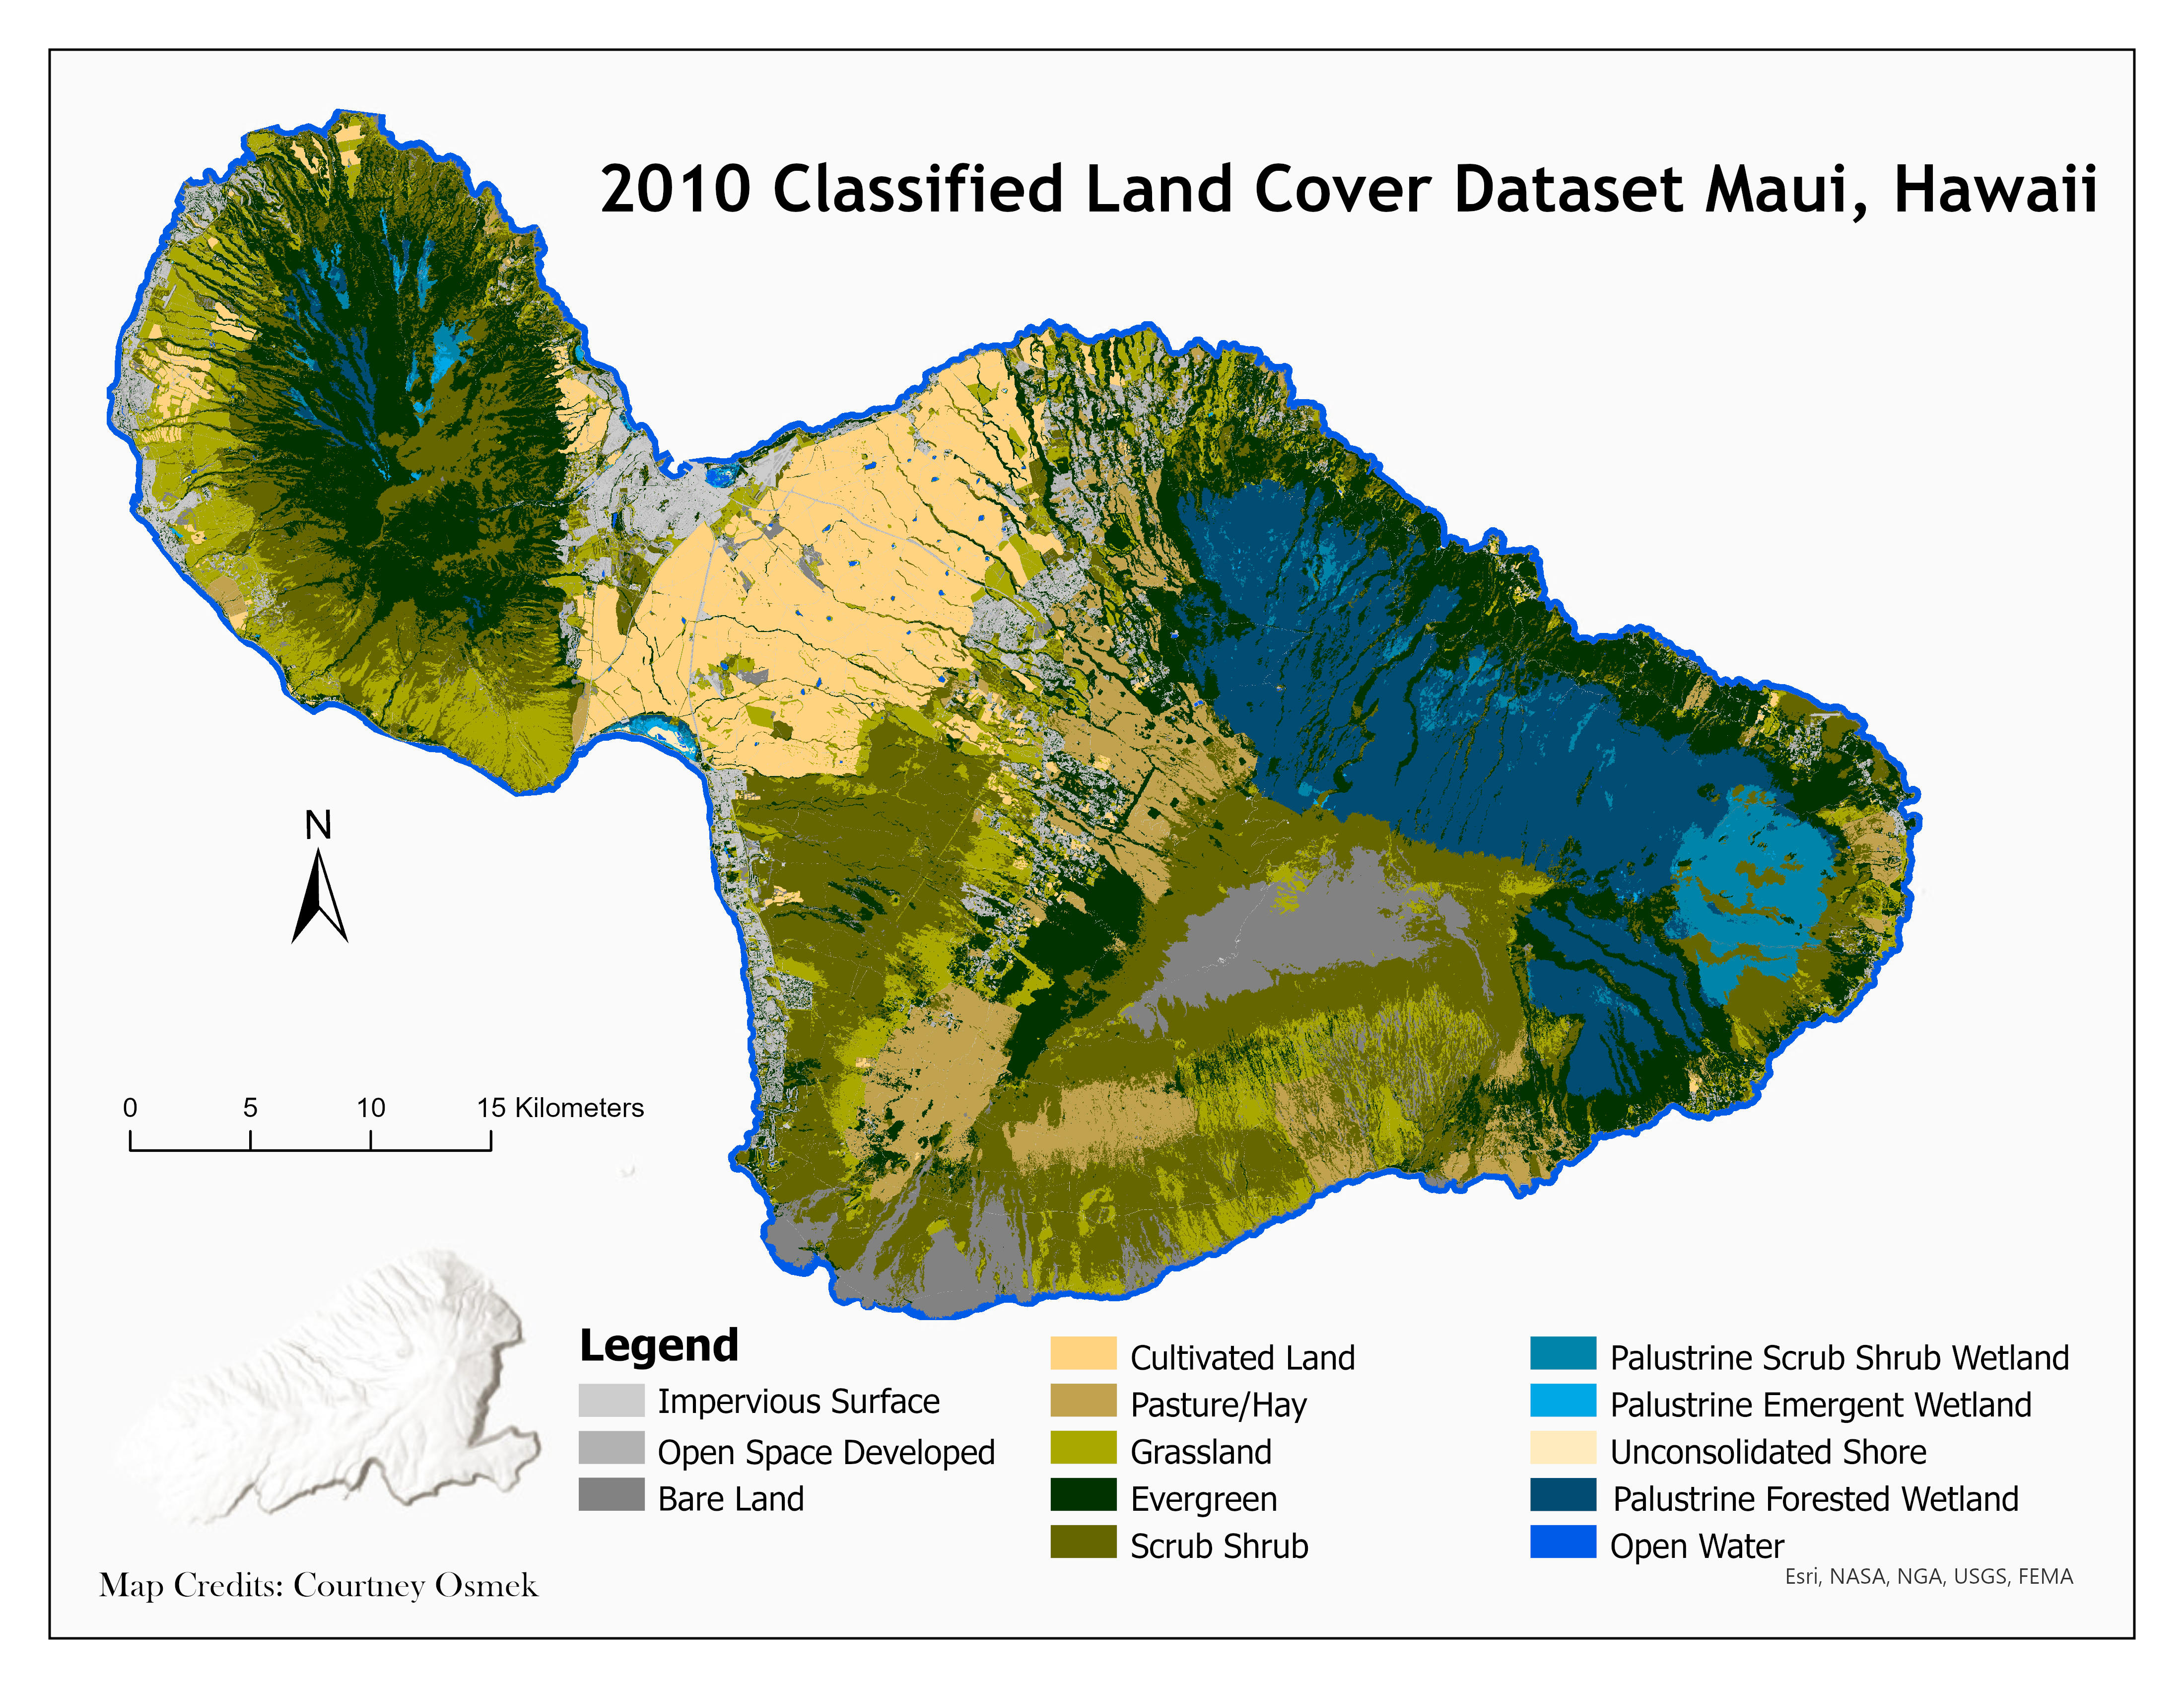 2010 Classified Land Cover Dataset Maui, Hawaii
N
0 5 10 15 Kilometers
Legend
Impervious Surface
Open Space Developed
Bare Land
Cultivated Land
Pasture/Hay
Grassland
Evergreen
Scrub Shrub
Palustrine Scrub Shrub Wetland
Palustrine Emergent Wetland
Unconsolidated Shore
Palustrine Forested Wetland
Open Water
Esri, NASA, NGA, USGS, FEMA
Map Credits: Courtney Osmek